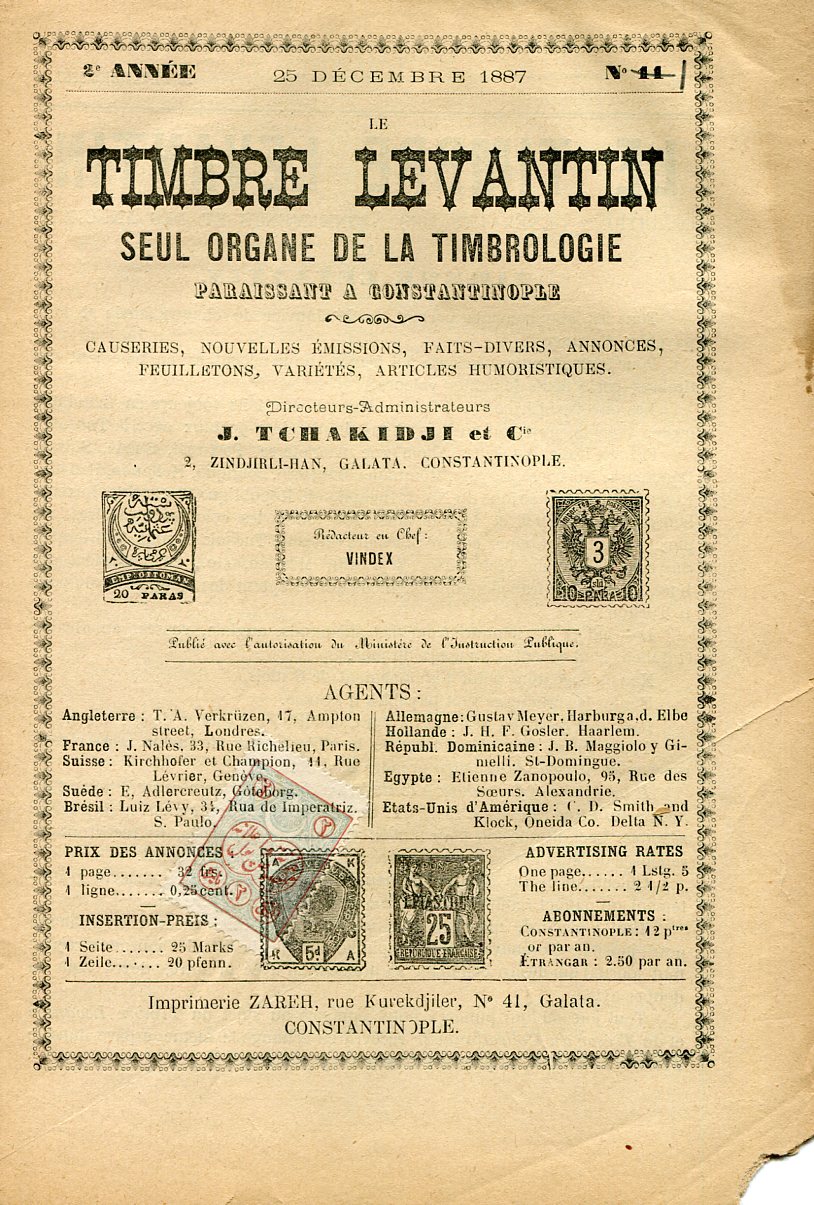 2e ANNÉE
25 DÉCEMBRE 1887
No 11
LE
TIMBRE LEVANTIN
SEUL ORGANE DE LA TIMBROLOGIE
PARAISSANT A CONSTANTINOPLE
CAUSERIES, NOUVELLES ÉMISSIONS, FAITS-DIVERS, ANNONCES,
FEUILLETONS, VARIÉTÉS, ARTICLES HUMORISTIQUES.
Directeurs-Administrateurs
J. TCHAKIDJI et Cie
2, ZINDJIRLI-HAN, GALATA. CONSTANTINOPLE.
EMP: OTTOMAN
20 PARAS
Rédacteur en Chef:
VINDEX
3
10 PARA 10
Publié avec l'autorisation du Ministère de l'Instruction Publique.
AGENTS:
Angleterre: T. A. Verkrüzen, 17, Ampton
street, Londres.
France: J. Nalès, 33, Rue Richelieu, Paris.
Suisse: Kirchhofer et Champion, 11, Rue
Lévrier, Genève.
Suéde: E, Adlercreutz, Göteborg.
Brésil: Luiz Lévy, 34, Rua de Imperatriz.
S. Paulo
Allemagne: Gustav Meyer. Harburg a.d. Elbe
Hollande: J. H. F. Gosler. Haarlem.
Républ. Dominicaine: J. B. Maggiolo y Gi-
melli. St-Domingue.
Egypte: Etienne Zanopoulo, 95, Rue des
Sœurs. Alexandrie.
Etats-Unis d'Amérique: C. D. Smith and
Klock, Oneida Co. Delta N. Y.
PRIX DES ANNONCES
1 page....... 32 frs.
1 ligne....... 0,25 cent.
INSERTION-PREIS:
1 Seite....... 25 Marks
1 Zeile....... 20 pfenn.
A K
5d
K A
25
REPUBLIQUE FRANÇAISE
ADVERTISING RATES
One page...... 1 Lstg. 5
The line....... 2 1/2 p.
ABONNEMENTS:
CONSTANTINOPLE: 12 ptres
or par an.
ÉTRANGAR: 2.50 par an.
Imprimerie ZAREH, rue Kurekdjiler, No 41, Galata.
CONSTANTINOPLE.